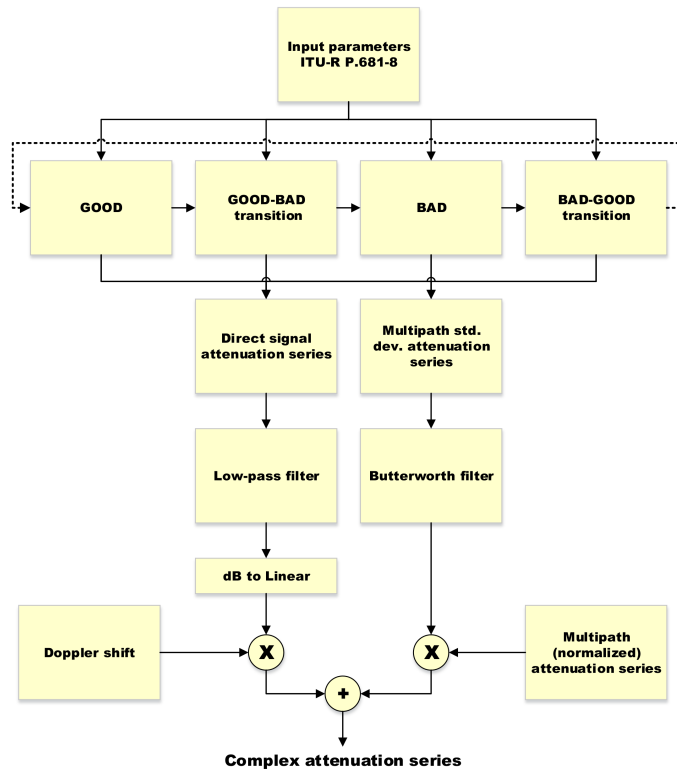 Input parameters
ITU-R P.681-8
GOOD
GOOD-BAD
transition
BAD
BAD-GOOD
transition
Direct signal
attenuation series
Multipath std.
dev. attenuation
series
Low-pass filter
Butterworth filter
dB to Linear
Doppler shift
X
X
Multipath
(normalized)
attenuation series
+
Complex attenuation series